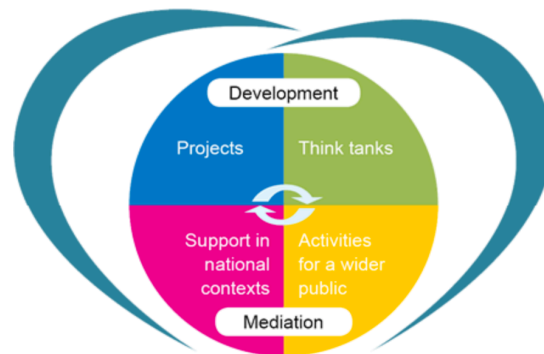 Development
Projects
Think tanks
Support in
national
contexts
Activities
for a wider
public
Mediation